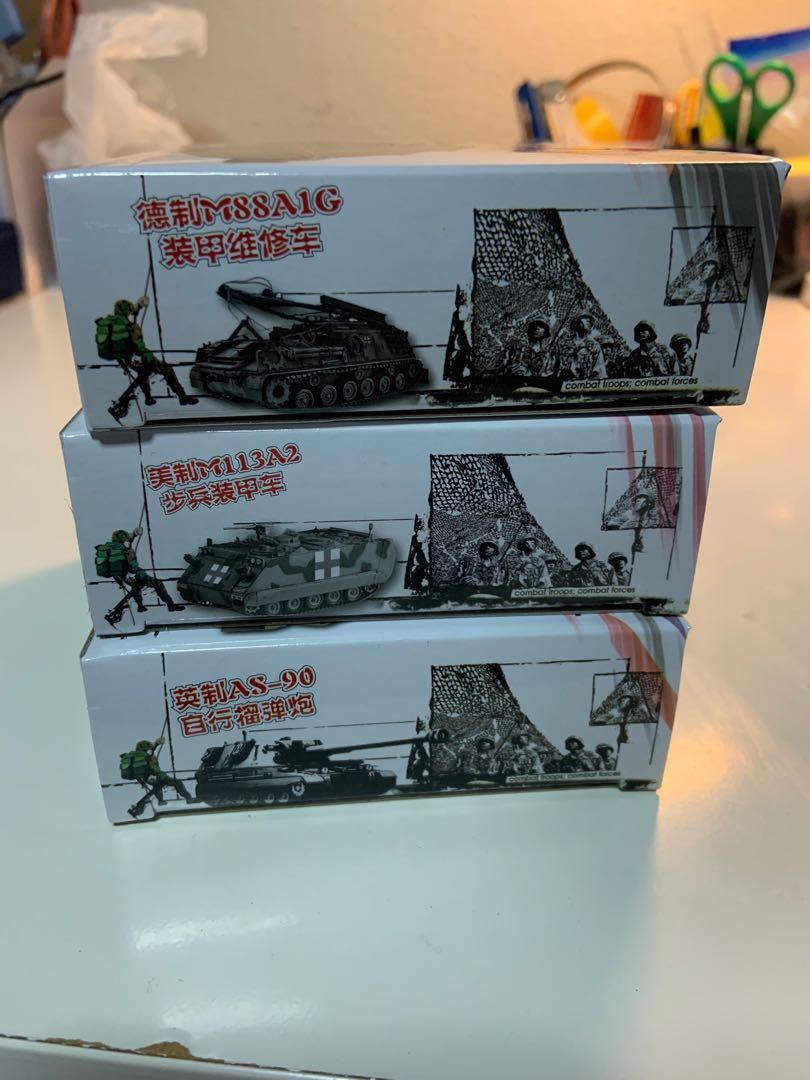 德制M88A1G
装甲维修车
combat troops; combat forces
美制M113A2
步兵装甲车
combat troops; combat forces
英制AS-90
自行榴弹炮
combat troops; combat forces